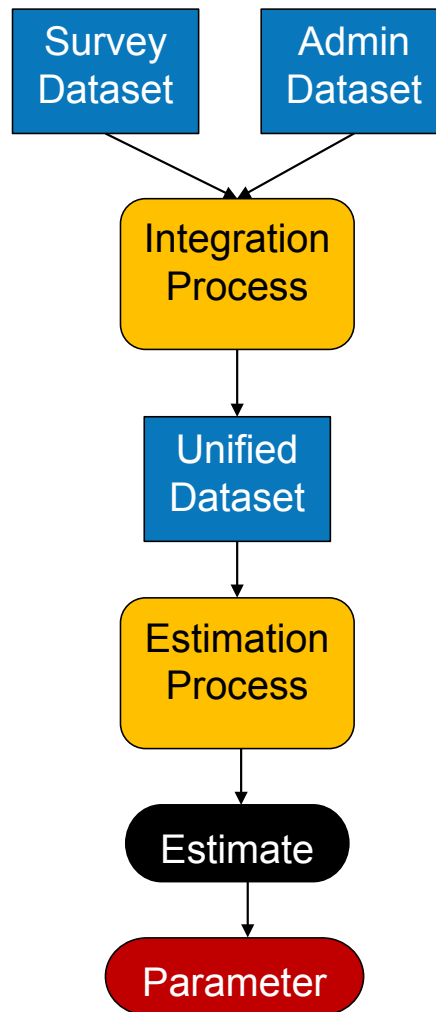 Survey
Dataset
Admin
Dataset
Integration
Process
Unified
Dataset
Estimation
Process
Estimate
Parameter